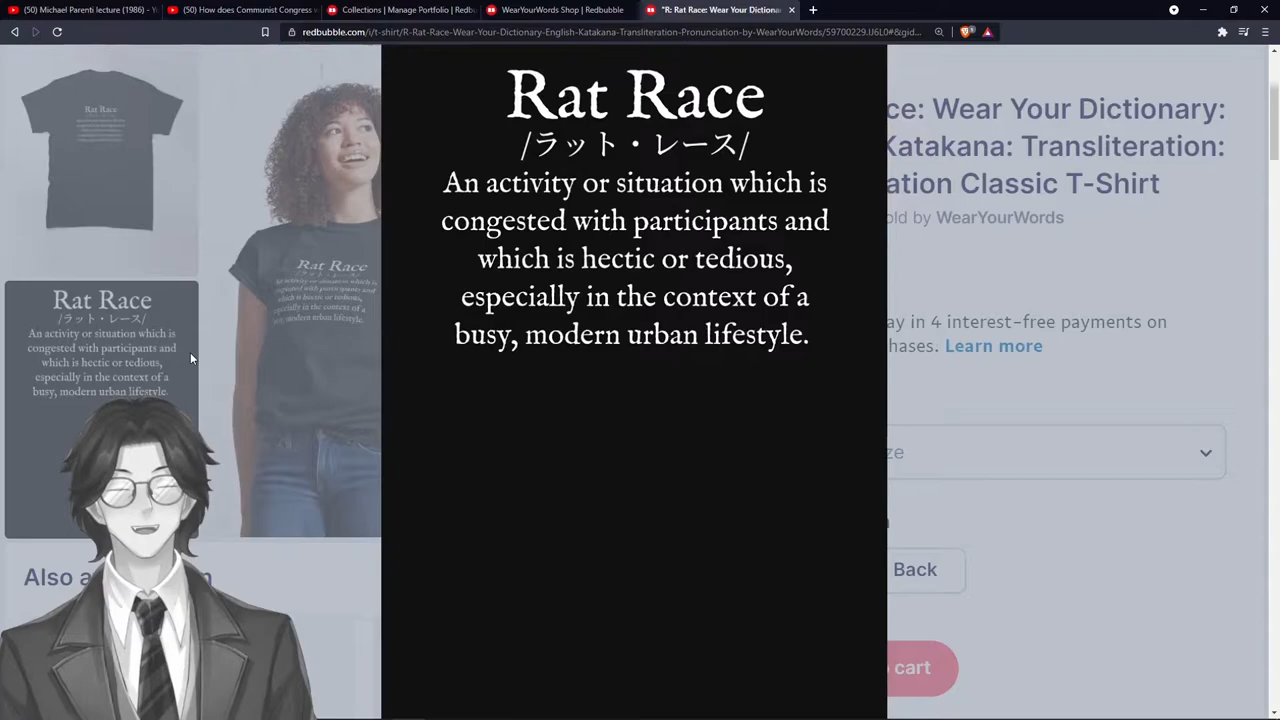 (50) Michael Parenti lecture (1986) - Y
(50) How does Communist Congress
Collections | Manage Portfolio | Redb
WearYourWords Shop | Redbubble
"R: Rat Race: Wear Your Dictionar
redbubble.com/i/t-shirt/R-Rat-Race-Wear-Your-Dictionary-English-Katakana-Transliteration-Pronunciation-by-WearYourWords/59700229.IJ6L0#&gid...
Rat Race
/ラット・レース/
An activity or situation which is
congested with participants and
which is hectic or tedious,
especially in the context of a
busy, modern urban lifestyle.
Rat Race
Rat Race
/ラット・レース/
An activity or situation which is
congested with participants and
which is hectic or tedious,
especially in the context of a
busy, modern urban lifestyle.
Rat Race
ce: Wear Your Dictionary:
Katakana: Transliteration:
ation Classic T-Shirt
old by WearYourWords
ay in 4 interest-free payments on
hases. Learn more
ze
Back
cart
Also a